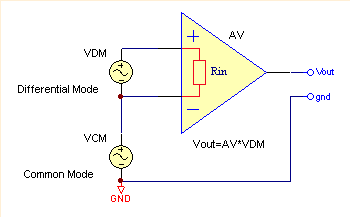 AV
+
VDM
Rin
Vout
Differential Mode
gnd
−
VCM
Vout=AV*VDM
Common Mode
GND